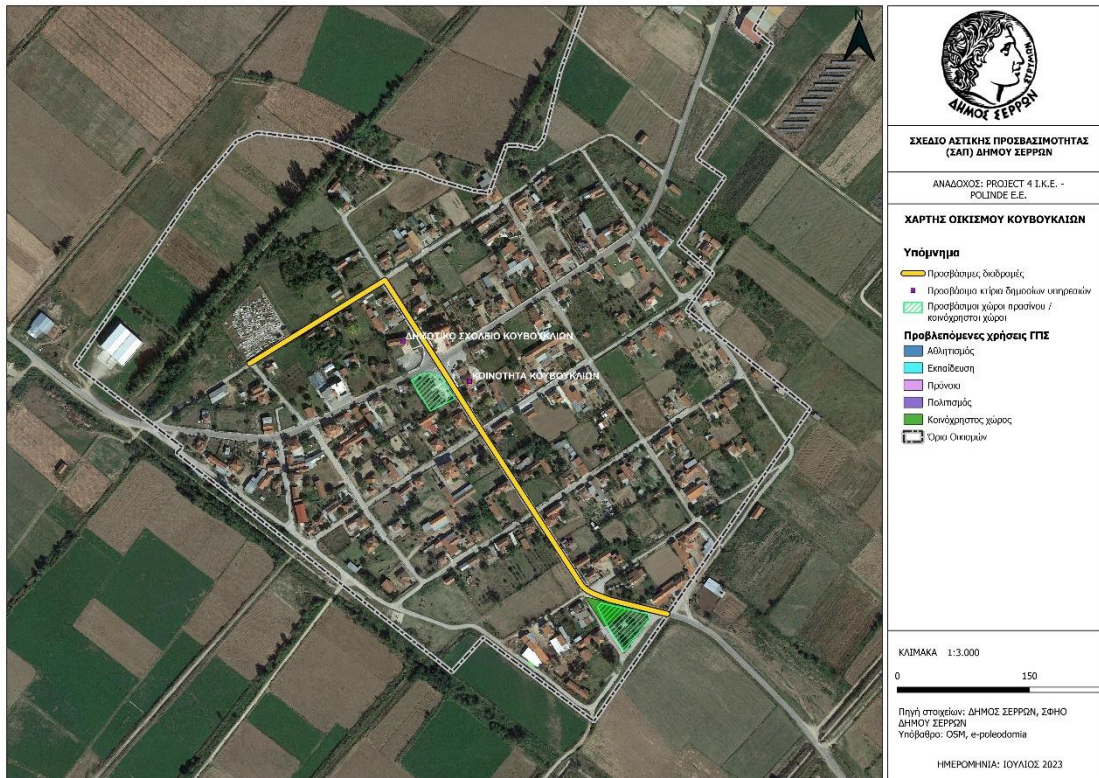 N
ΔΗΜΟΤΙΚΟ ΣΧΟΛΕΙΟ ΚΟΥΒΟΥΚΛΙΩΝ
ΚΟΙΝΟΤΗΤΑ ΚΟΥΒΟΥΚΛΙΩΝ
ΔΗΜΟΣ ΣΕΡΡΩΝ
ΣΤΡΥΜΩΝ
ΣΧΕΔΙΟ ΑΣΤΙΚΗΣ ΠΡΟΣΒΑΣΙΜΟΤΗΤΑΣ
(ΣΑΠ) ΔΗΜΟΥ ΣΕΡΡΩΝ
ΑΝΑΔΟΧΟΣ: PROJECT 4 Ι.Κ.Ε. -
POLINDE Ε.Ε.
ΧΑΡΤΗΣ ΟΙΚΙΣΜΟΥ ΚΟΥΒΟΥΚΛΙΩΝ
Υπόμνημα
Προσβάσιμες διαδρομές
Προσβάσιμα κτίρια δημοσίων υπηρεσιών
Προσβάσιμοι χώροι πρασίνου /
κοινόχρηστοι χώροι
Προβλεπόμενες χρήσεις ΓΠΣ
Αθλητισμός
Εκπαίδευση
Πρόνοια
Πολιτισμός
Κοινόχρηστος χώρος
Όρια Οικισμών
ΚΛΙΜΑΚΑ 1:3.000
0 150
Πηγή στοιχείων: ΔΗΜΟΣ ΣΕΡΡΩΝ, ΣΦΗΟ
ΔΗΜΟΥ ΣΕΡΡΩΝ
Υπόβαθρο: OSM, e-poleodomia
ΗΜΕΡΟΜΗΝΙΑ: ΙΟΥΛΙΟΣ 2023